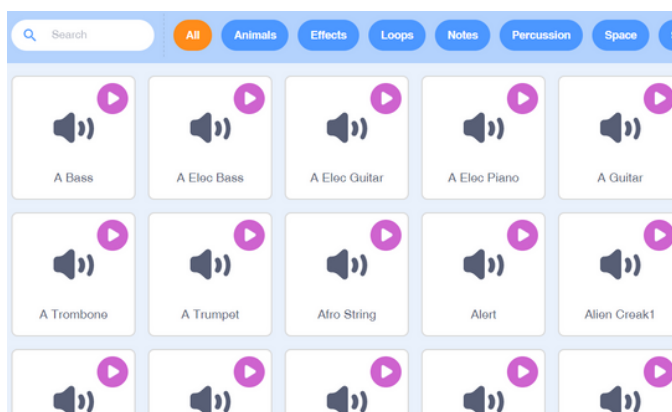 Search All Animals Effects Loops Notes Percussion Space
A Bass A Elec Bass A Elec Guitar A Elec Piano A Guitar
A Trombone A Trumpet Afro String Alert Alien Creak1